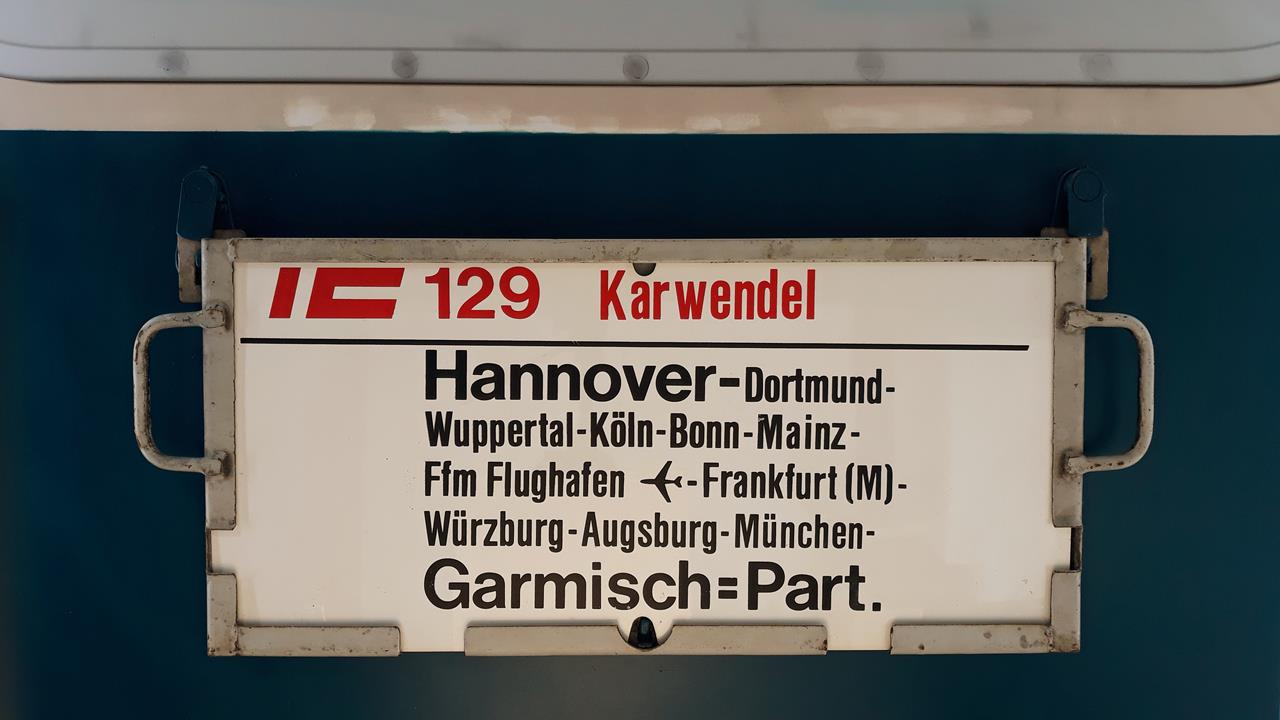 IC 129 Karwendel
Hannover-Dortmund-
Wuppertal-Köln-Bonn-Mainz-
Ffm Flughafen ✈-Frankfurt (M)-
Würzburg-Augsburg-München-
Garmisch=Part.